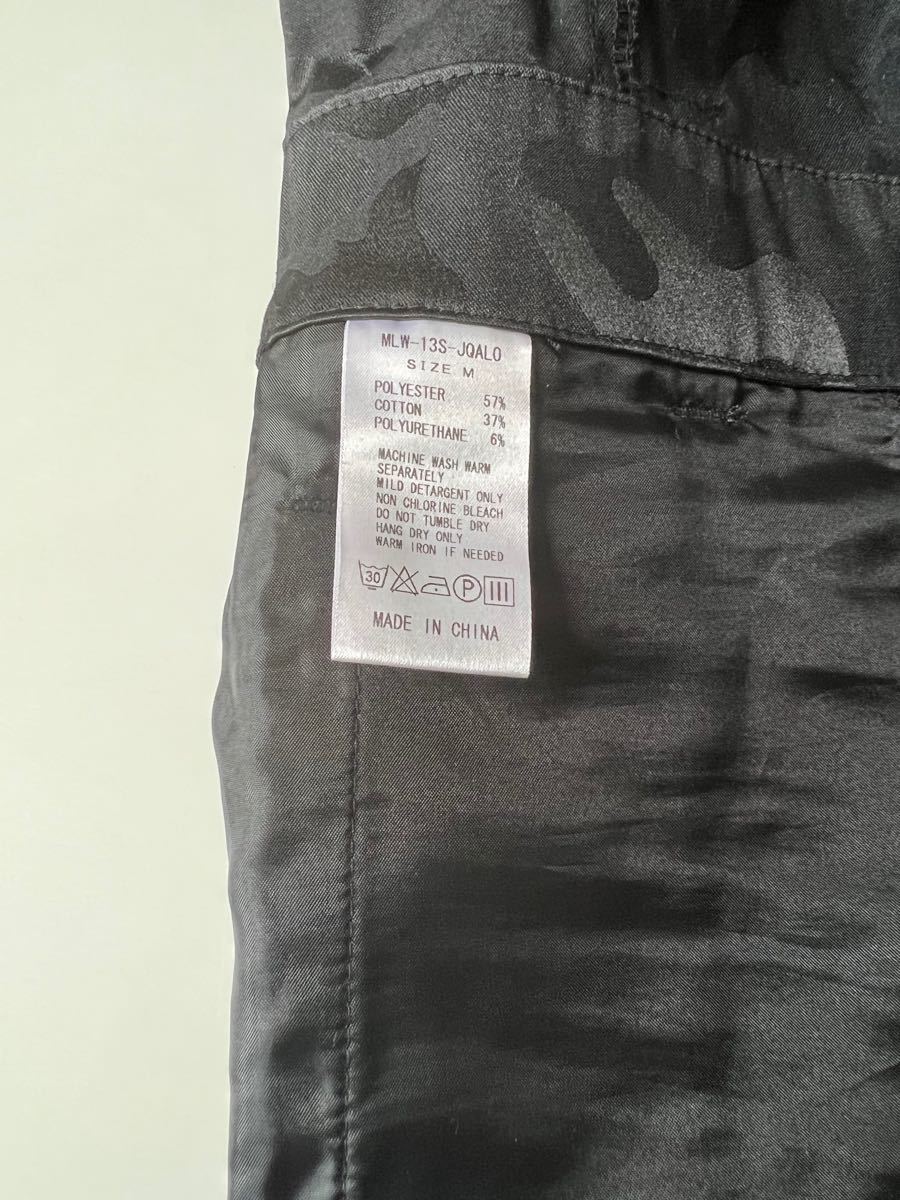 MLW-13S-JQALO
SIZE M
POLYESTER 57%
COTTON 37%
POLYURETHANE 6%
MACHINE WASH WARM
SEPARATELY
MILD DETARGENT ONLY
NON CHLORINE BLEACH
DO NOT TUMBLE DRY
HANG DRY ONLY
WARM IRON IF NEEDED
30 P
MADE IN CHINA